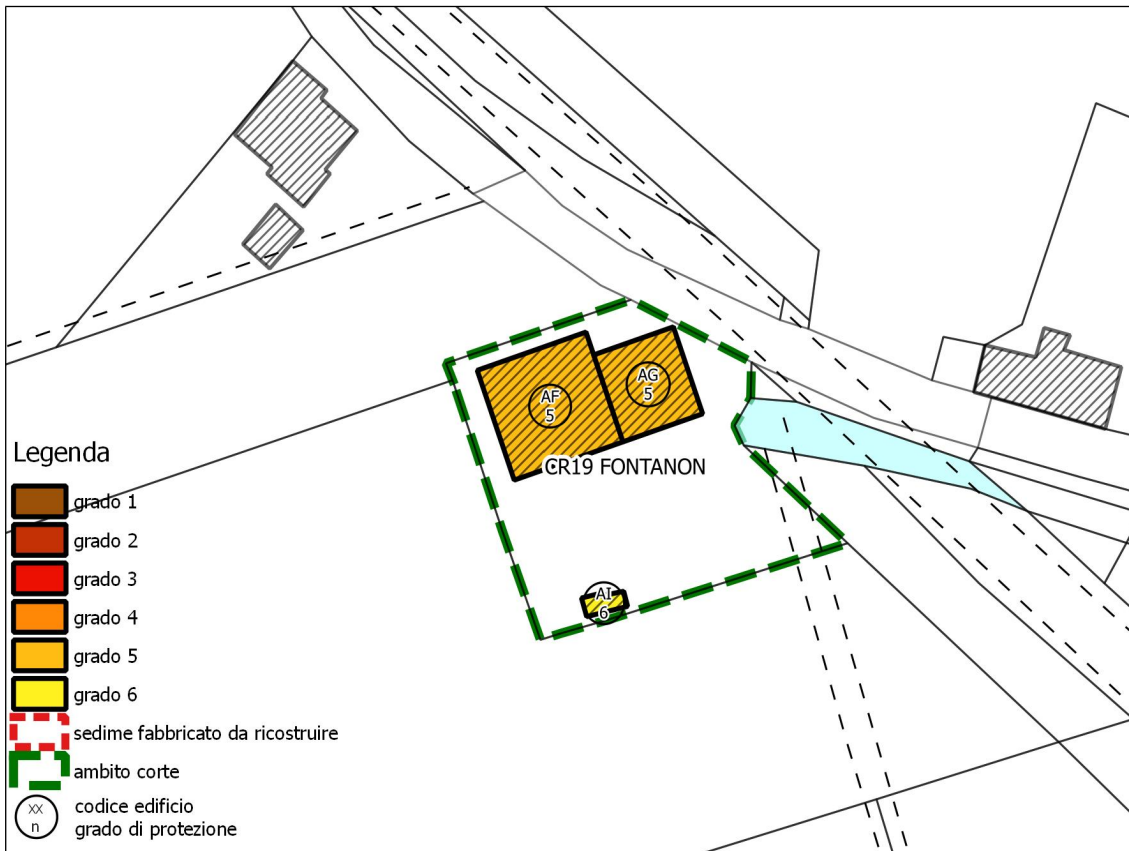 AF
5
AG
5
CR19 FONTANON
AI
6
Legenda
grado 1
grado 2
grado 3
grado 4
grado 5
grado 6
sedime fabbricato da ricostruire
ambito corte
xx
n
codice edificio
grado di protezione